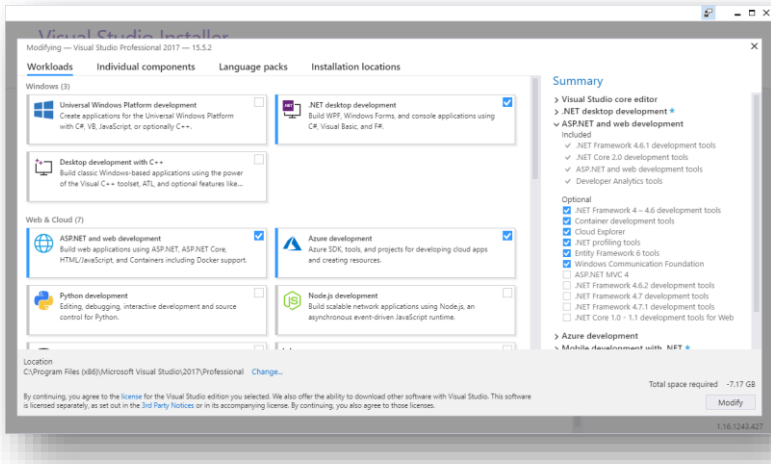 Visual Studio Installer
Modifying — Visual Studio Professional 2017 — 15.5.2
Workloads
Individual components
Language packs
Installation locations
Windows (3)
Universal Windows Platform development
Create applications for the Universal Windows Platform
with C#, VB, JavaScript, or optionally C++.
.NET desktop development
Build WPF, Windows Forms, and console applications using
C#, Visual Basic, and F#.
Desktop development with C++
Build classic Windows-based applications using the power
of the Visual C++ toolset, ATL, and optional features like...
Web & Cloud (7)
ASP.NET and web development
Build web applications using ASP.NET, ASP.NET Core,
HTML/JavaScript, and Containers including Docker support.
Azure development
Azure SDK, tools, and projects for developing cloud apps
and creating resources.
Python development
Editing, debugging, interactive development and source
control for Python.
Node.js development
Build scalable network applications using Node.js, an
asynchronous event-driven JavaScript runtime.
Summary
Visual Studio core editor
.NET desktop development *
ASP.NET and web development
Included
.NET Framework 4.6.1 development tools
.NET Core 2.0 development tools
ASP.NET and web development tools
Developer Analytics tools
Optional
.NET Framework 4 – 4.6 development tools
Container development tools
Cloud Explorer
.NET profiling tools
Entity Framework 6 tools
Windows Communication Foundation
ASP.NET MVC 4
.NET Framework 4.6.2 development tools
.NET Framework 4.7 development tools
.NET Framework 4.7.1 development tools
.NET Core 1.0 - 1.1 development tools for Web
Azure development
Mobile development with .NET *
Location
C:\Program Files (x86)\Microsoft Visual Studio\2017\Professional Change...
Total space required -7.17 GB
By continuing, you agree to the license for the Visual Studio edition you selected. We also offer the ability to download other software with Visual Studio. This software
is licensed separately, as set out in the 3rd Party Notices or in its accompanying license. By continuing, you also agree to those licenses.
Modify
1.16.1243.427